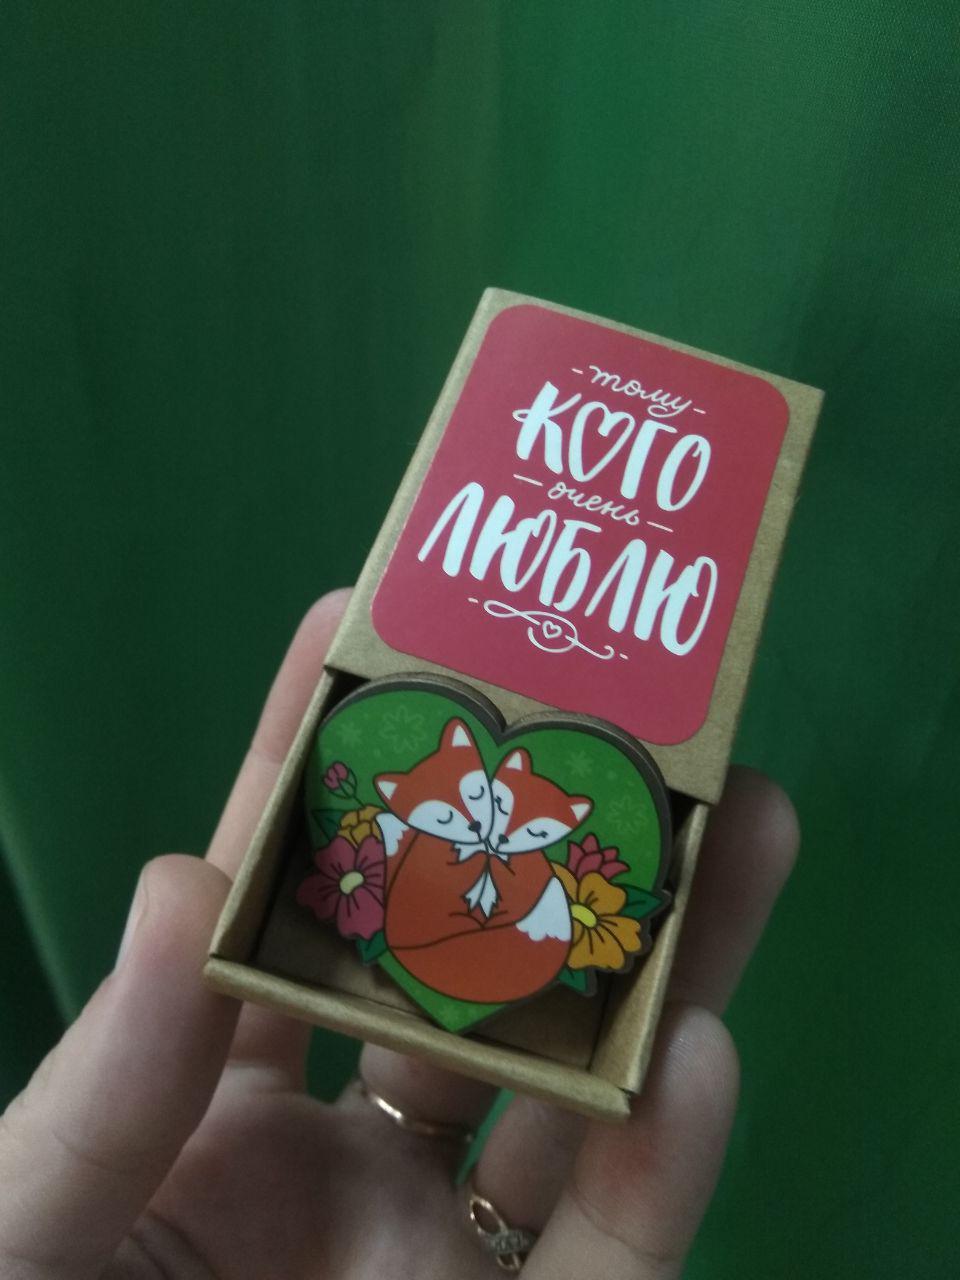 -тому-
КОГО
— очень —
ЛЮБЛЮ